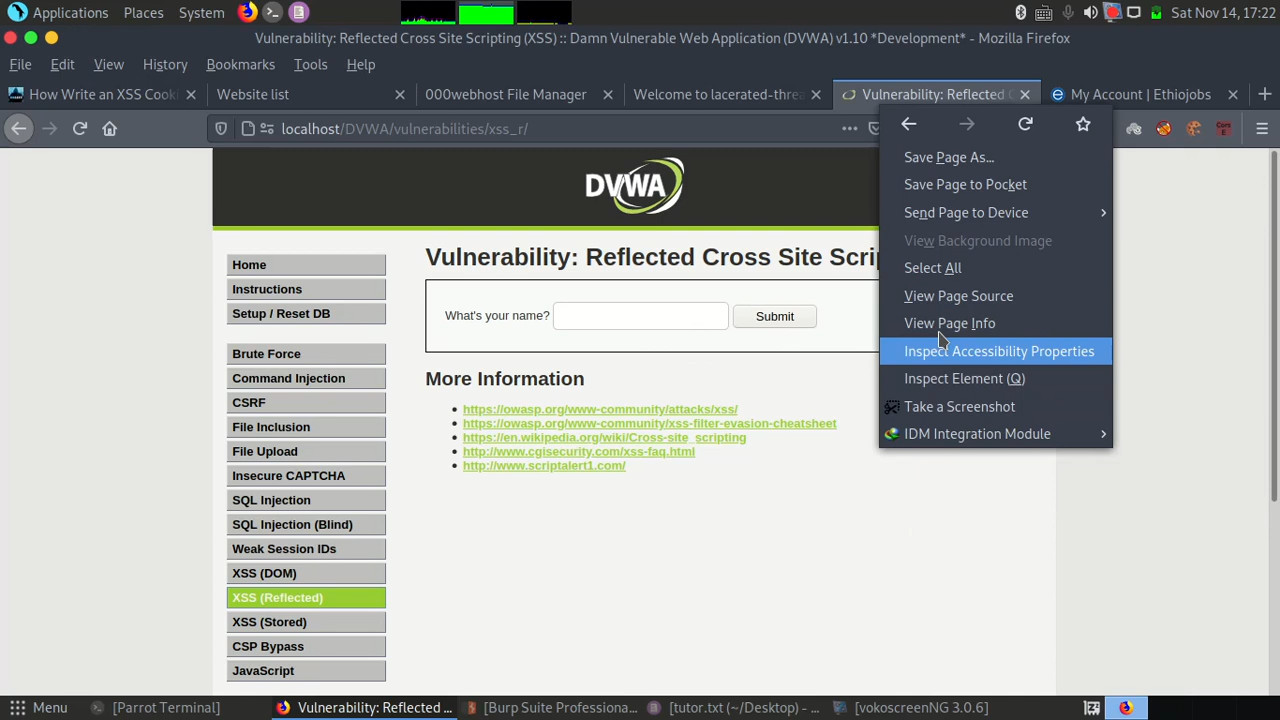 Applications Places System Sat Nov 14, 17:22
Vulnerability: Reflected Cross Site Scripting (XSS) :: Damn Vulnerable Web Application (DVWA) v1.10 *Development* - Mozilla Firefox
File Edit View History Bookmarks Tools Help
How Write an XSS Cook Website list 000webhost File Manager Welcome to lacerated-threa Vulnerability: Reflected C My Account | Ethiojobs
localhost/DVWA/vulnerabilities/xss_r/
DVWA
Vulnerability: Reflected Cross Site Scrip
What's your name? Submit
More Information
https://owasp.org/www-community/attacks/xss/
https://owasp.org/www-community/xss-filter-evasion-cheatsheet
https://en.wikipedia.org/wiki/Cross-site_scripting
http://www.cgisecurity.com/xss-faq.html
http://www.scriptalert1.com/
Home
Instructions
Setup / Reset DB
Brute Force
Command Injection
CSRF
File Inclusion
File Upload
Insecure CAPTCHA
SQL Injection
SQL Injection (Blind)
Weak Session IDs
XSS (DOM)
XSS (Reflected)
XSS (Stored)
CSP Bypass
JavaScript
Save Page As...
Save Page to Pocket
Send Page to Device
View Background Image
Select All
View Page Source
View Page Info
Inspect Accessibility Properties
Inspect Element (Q)
Take a Screenshot
IDM Integration Module
Menu [Parrot Terminal] Vulnerability: Reflected ... [Burp Suite Professiona... [tutor.txt (~/Desktop) - ... [vokoscreenNG 3.0.6]